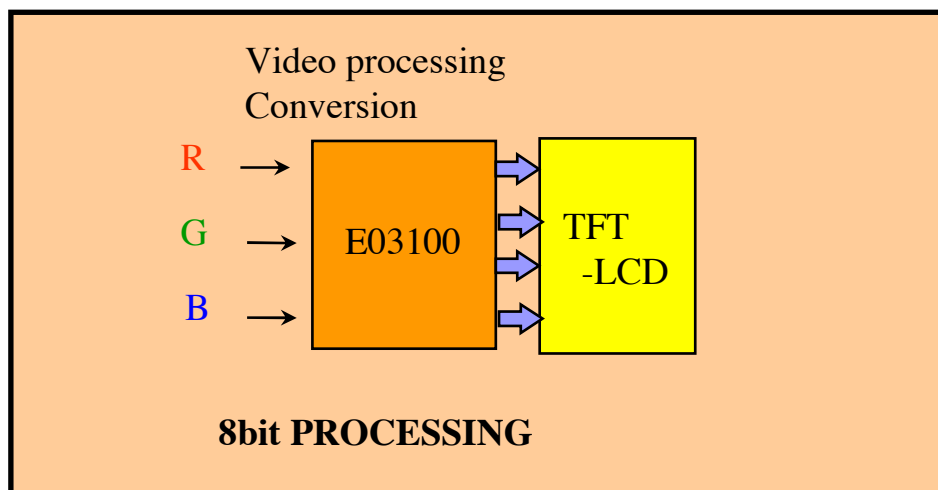 Video processing
Conversion
R
G
B
E03100
TFT
-LCD
8bit PROCESSING